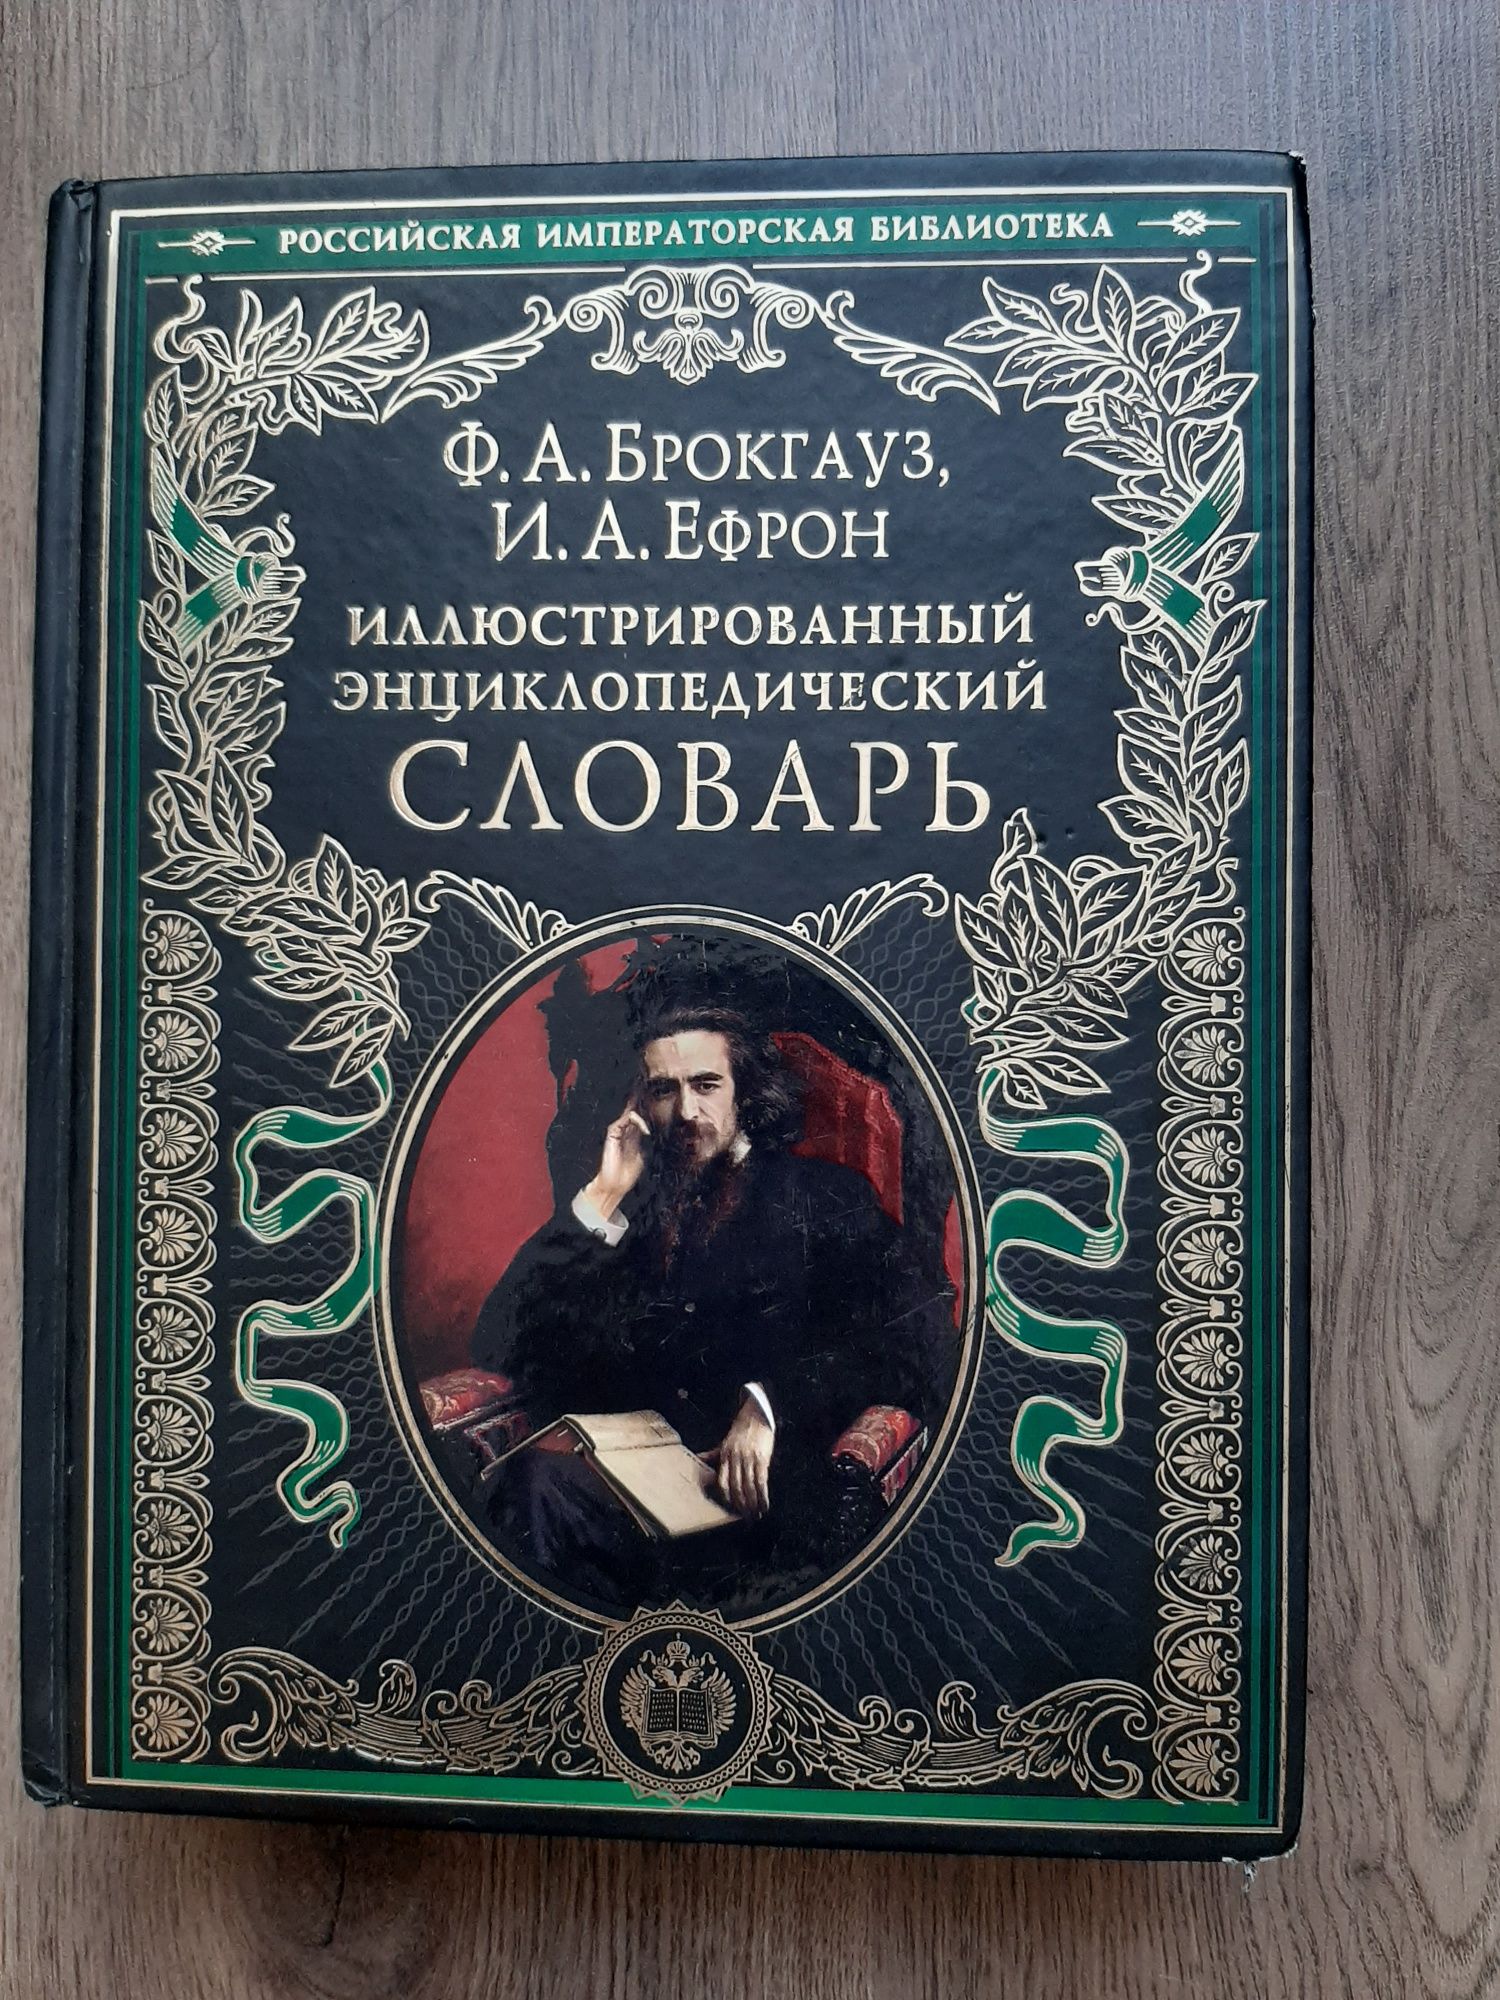 РОССИЙСКАЯ ИМПЕРАТОРСКАЯ БИБЛИОТЕКА
Ф. А. БРОКГАУЗ,
И. А. ЕФРОН
ИЛЛЮСТРИРОВАННЫЙ
ЭНЦИКЛОПЕДИЧЕСКИЙ
СЛОВАРЬ